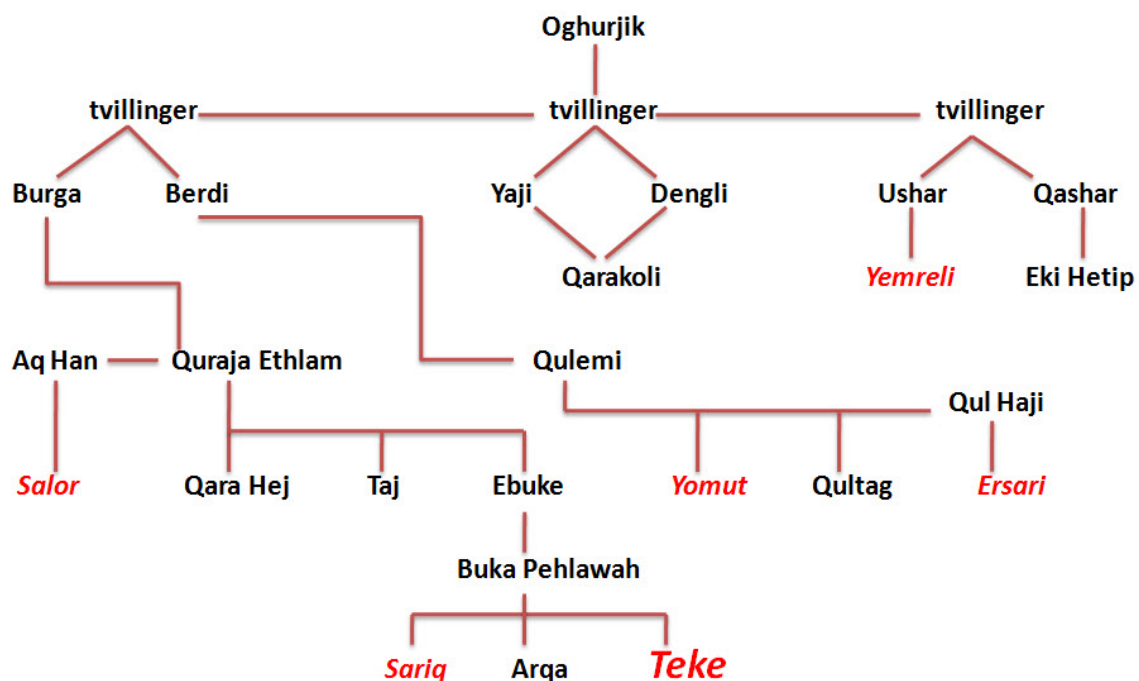 Oghurjik
tvillinger tvillinger tvillinger
Burga Berdi Yaji Dengli Ushar Qashar
Qarakoli Yemreli Eki Hetip
Aq Han Quraja Ethlam Qulemi
Qul Haji
Salor Qara Hej Taj Ebuke Yomut Qultag Ersari
Buka Pehlawah
Sariq Arqa Teke